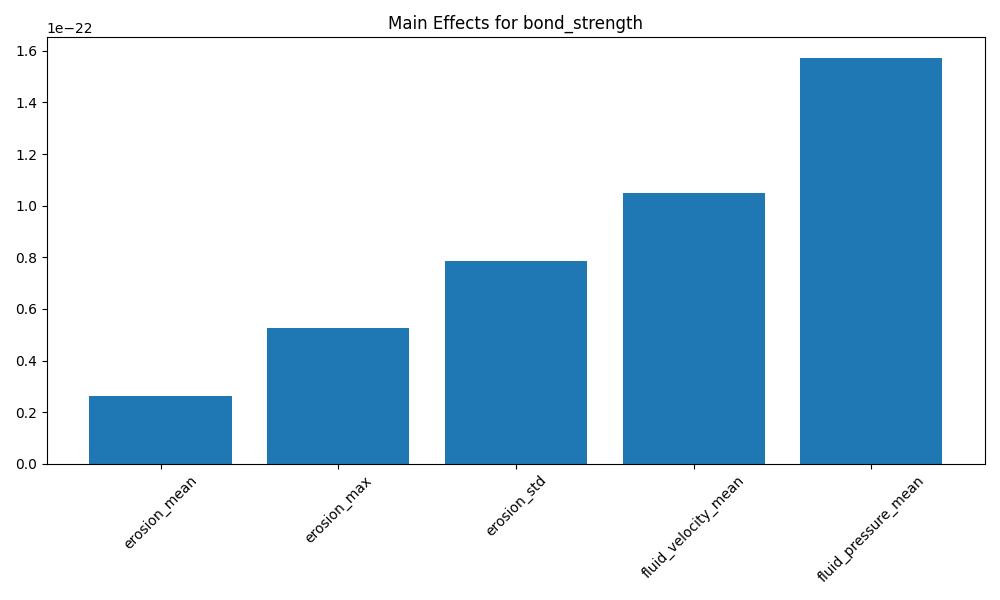 Main Effects for bond_strength
1e−22
1.6
1.4
1.2
1.0
0.8
0.6
0.4
0.2
0.0
erosion_mean
erosion_max
erosion_std
fluid_velocity_mean
fluid_pressure_mean